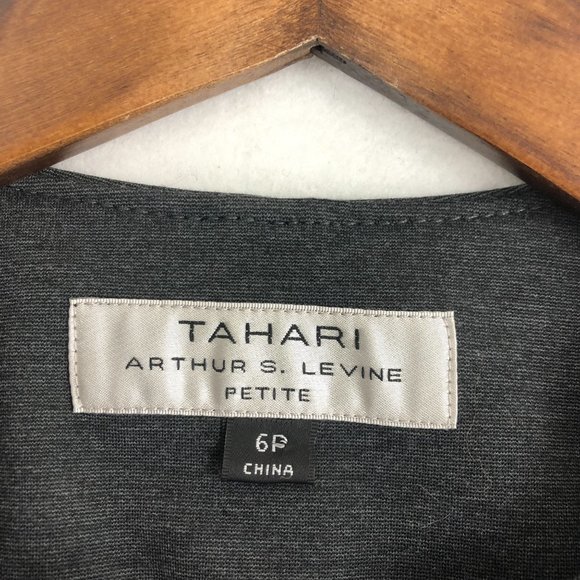 TAHARI
ARTHUR S. LEVINE
PETITE
6P
CHINA